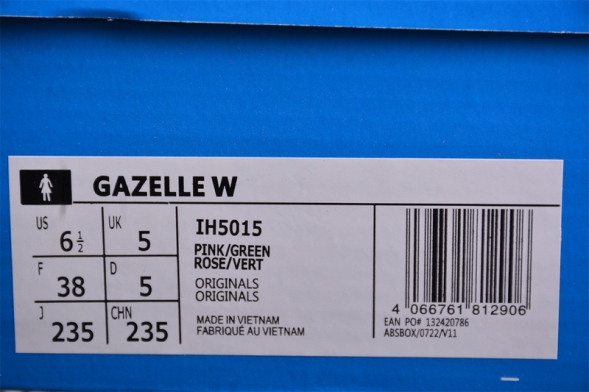 GAZELLE W
US 6 1/2 UK 5
F 38 D 5
J 235 CHN 235
IH5015
PINK/GREEN
ROSE/VERT
ORIGINALS
ORIGINALS
MADE IN VIETNAM
FABRIQUÉ AU VIETNAM
4 066761 812906
EAN PO# 132420786
ABSBOX/0722/V11